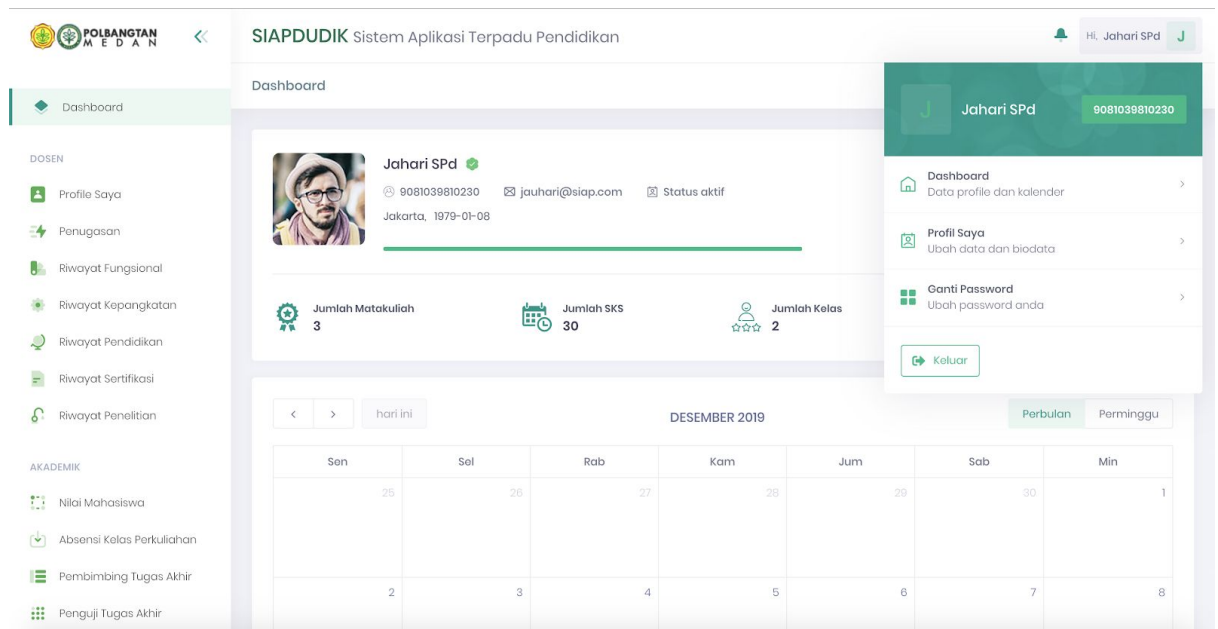 POLBANGTAN
MEDAN
SIAPDUDIK Sistem Aplikasi Terpadu Pendidikan
Hi, Jahari SPd J
Dashboard
Dashboard
DOSEN
Profile Saya
Penugasan
Riwayat Fungsional
Riwayat Kepangkatan
Riwayat Pendidikan
Riwayat Sertifikasi
Riwayat Penelitian
AKADEMIK
Nilai Mahasiswa
Absensi Kelas Perkuliahan
Pembimbing Tugas Akhir
Penguji Tugas Akhir
Jahari SPd
9081039810230 jauhari@siap.com Status aktif
Jakarta, 1979-01-08
Jumlah Matakuliah
3
Jumlah SKS
30
Jumlah Kelas
2
J Jahari SPd 9081039810230
Dashboard
Data profile dan kalender
Profil Saya
Ubah data dan biodata
Ganti Password
Ubah password anda
Keluar
hari ini DESEMBER 2019 Perbulan Perminggu
Sen Sel Rab Kam Jum Sab Min
25 26 27 28 29 30 1
2 3 4 5 6 7 8